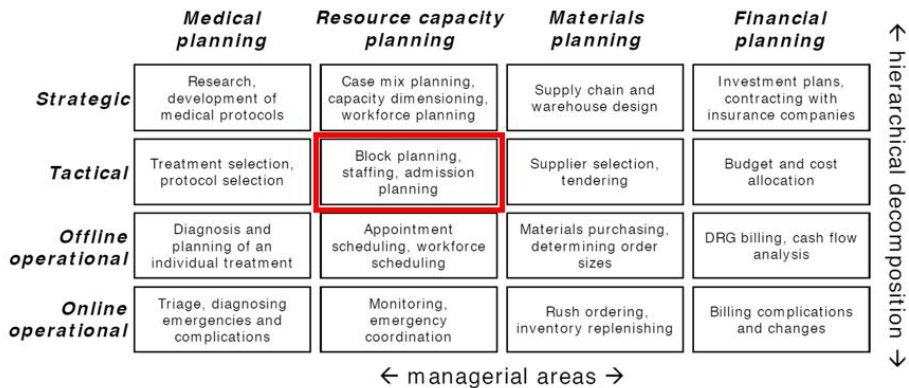 Medical planning
Resource capacity planning
Materials planning
Financial planning
Strategic
Research,
development of
medical protocols
Case mix planning,
capacity dimensioning,
workforce planning
Supply chain and
warehouse design
Investment plans,
contracting with
insurance companies
Tactical
Treatment selection,
protocol selection
Block planning,
staffing, admission
planning
Supplier selection,
tendering
Budget and cost
allocation
Offline
operational
Diagnosis and
planning of an
individual treatment
Appointment
scheduling, workforce
scheduling
Materials purchasing,
determining order
sizes
DRG billing, cash flow
analysis
Online
operational
Triage, diagnosing
emergencies and
complications
Monitoring,
emergency
coordination
Rush ordering,
inventory replenishing
Billing complications
and changes
← managerial areas →
← hierarchical decomposition →